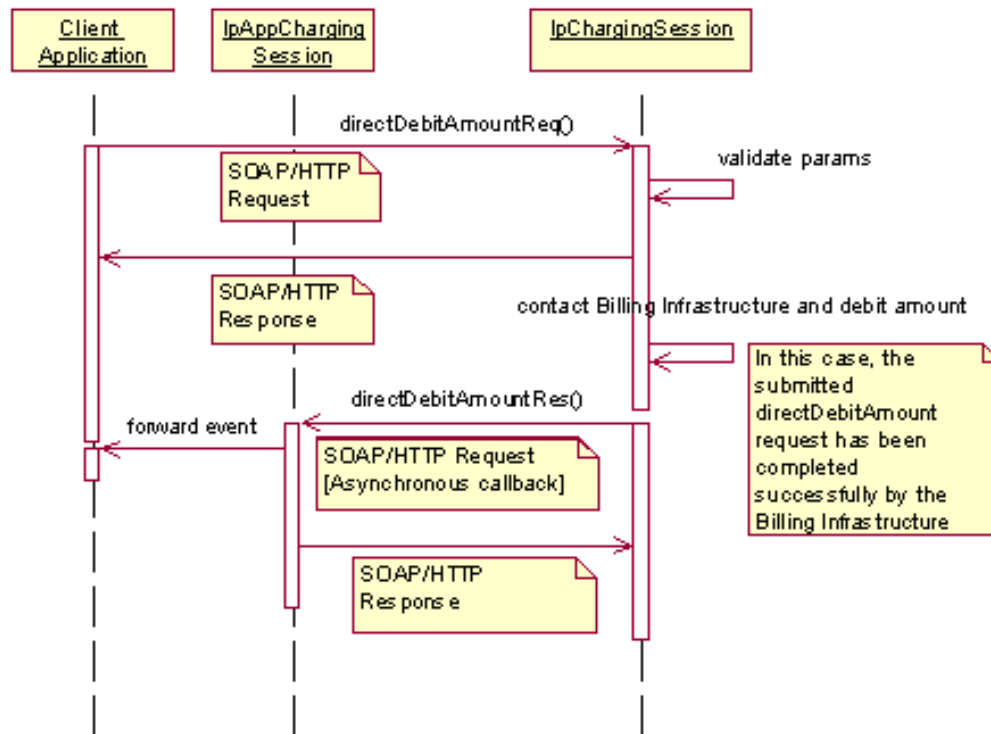 Client
Application
IpAppCharging
Session
IpChargingSession
directDebitAmountReq()
validate params
SOAP/HTTP
Request
SOAP/HTTP
Response
contact Billing Infrastructure and debit amount
In this case, the
submitted
directDebitAmount
request has been
completed
successfully by the
Billing Infrastructure
directDebitAmountRes()
forward event
SOAP/HTTP Request
[Asynchronous callback]
SOAP/HTTP
Response